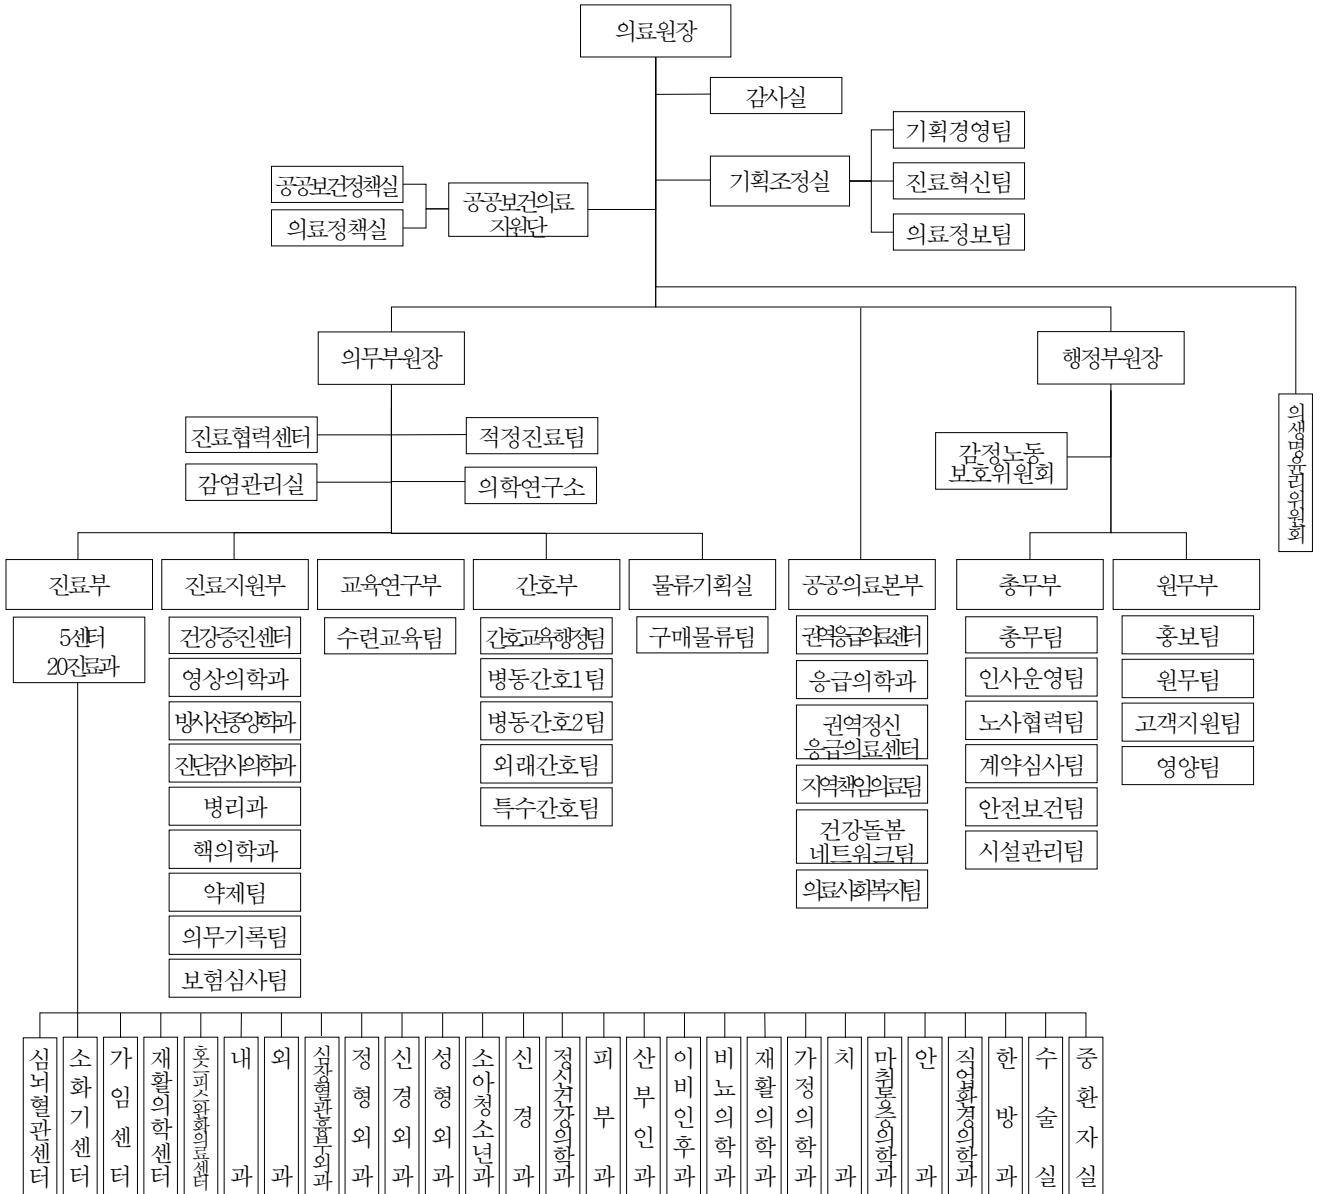 의료원장
감사실
기획경영팀
기획조정실
진료혁신팀
의료정보팀
공공보건정책실
의료정책실
공공보건의료
지원단
의무부원장
행정부원장
진료협력센터
적정진료팀
감염관리실
의학연구소
감정노동
보호위원회
의생명윤리위원회
진료부
진료지원부
교육연구부
간호부
물류기획실
공공의료본부
총무부
원무부
5센터
20진료과
건강증진센터
영상의학과
방사선종양학과
진단검사의학과
병리과
핵의학과
약제팀
의무기록팀
보험심사팀
수련교육팀
간호교육행정팀
병동간호1팀
병동간호2팀
외래간호팀
특수간호팀
구매물류팀
권역응급의료센터
응급의학과
권역정신
응급의료센터
지역책임의료팀
건강돌봄
네트워크팀
의료사회복지팀
총무팀
인사운영팀
노사협력팀
계약심사팀
안전보건팀
시설관리팀
홍보팀
원무팀
고객지원팀
영양팀
심뇌혈관센터
소화기센터
가임센터
재활의학센터
호스피스완화의료센터
내과
외과
심장혈관흉부외과
정형외과
신경외과
성형외과
소아청소년과
신경과
정신건강의학과
피부과
산부인과
이비인후과
비뇨의학과
재활의학과
가정의학과
치과
마취통증의학과
안과
직업환경의학과
한방과
수술실
중환자실